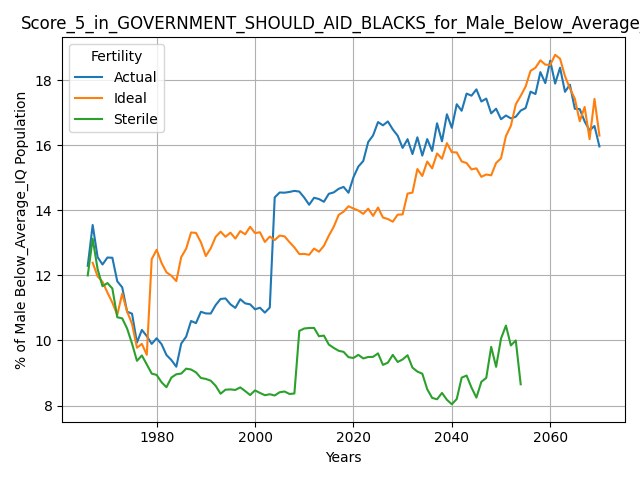 Score_5_in_GOVERNMENT_SHOULD_AID_BLACKS_for_Male_Below_Average_
Fertility
Actual
Ideal
Sterile
% of Male Below_Average_IQ Population
18
16
14
12
10
8
1980
2000
2020
2040
2060
Years